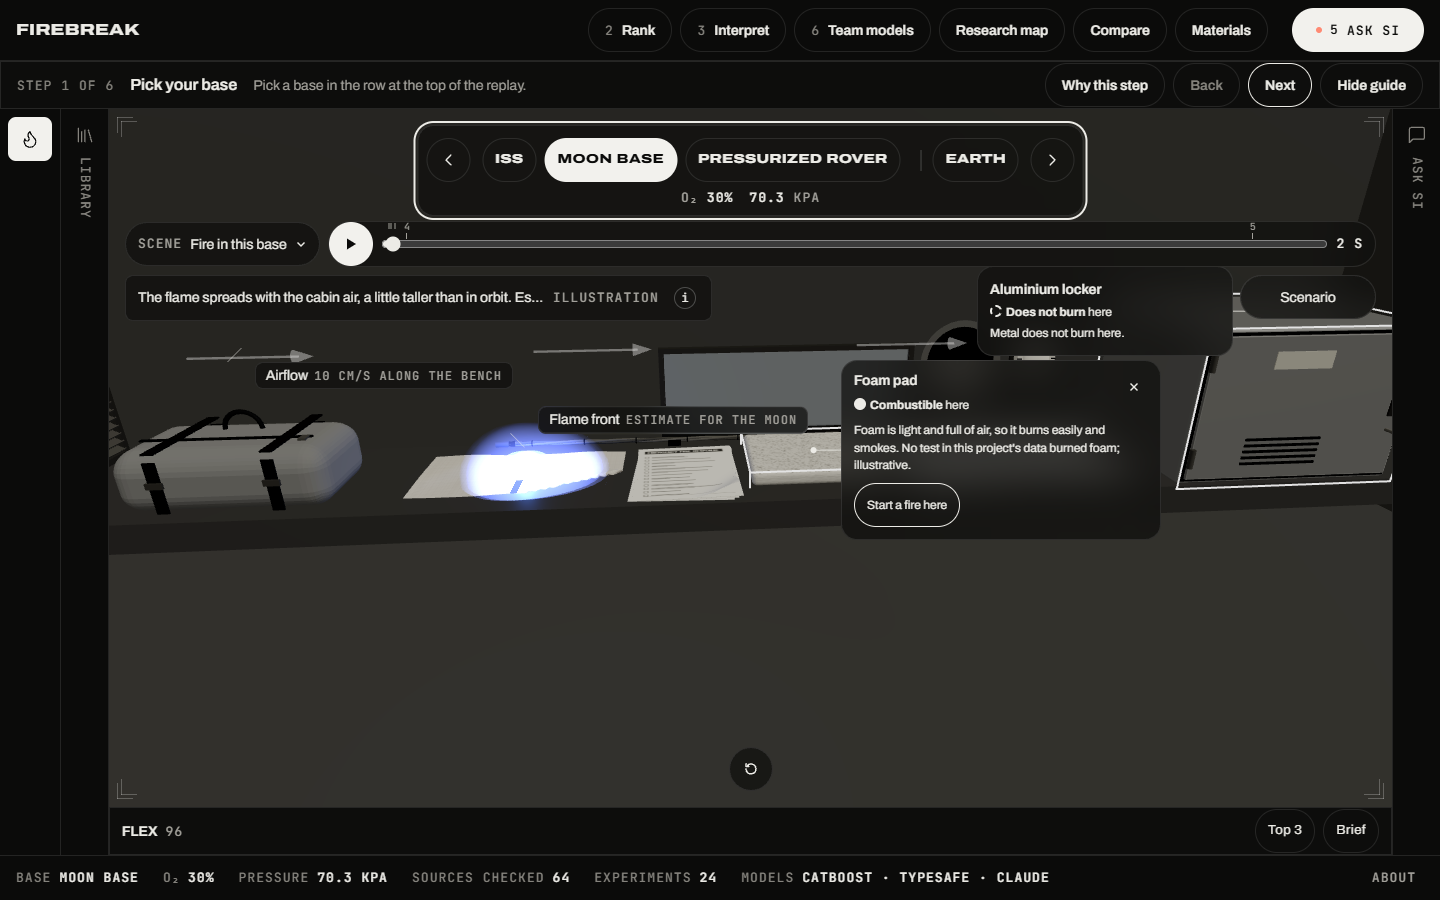 FIREBREAK
2 Rank
3 Interpret
6 Team models
Research map
Compare
Materials
5 ASK SI
STEP 1 OF 6 Pick your base Pick a base in the row at the top of the replay.
Why this step
Back
Next
Hide guide
LIBRARY
ISS
MOON BASE
PRESSURIZED ROVER
EARTH
O₂ 30% 70.3 KPA
ASK SI
SCENE Fire in this base
4
5
2 S
The flame spreads with the cabin air, a little taller than in orbit. Es... ILLUSTRATION i
Aluminium locker
Does not burn here
Metal does not burn here.
Scenario
Airflow 10 CM/S ALONG THE BENCH
Flame front ESTIMATE FOR THE MOON
Foam pad
Combustible here
Foam is light and full of air, so it burns easily and
smokes. No test in this project's data burned foam;
illustrative.
Start a fire here
FLEX 96
Top 3
Brief
BASE MOON BASE O₂ 30% PRESSURE 70.3 KPA SOURCES CHECKED 64 EXPERIMENTS 24 MODELS CATBOOST · TYPESAFE · CLAUDE
ABOUT